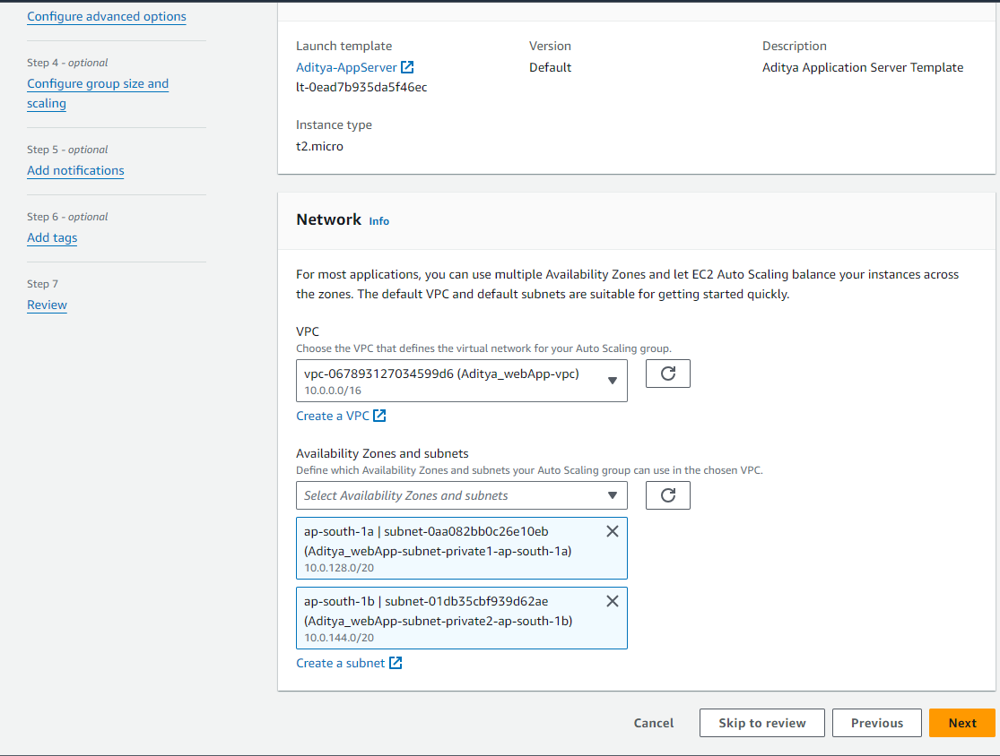 Configure advanced options
Step 4 - optional
Configure group size and
scaling
Step 5 - optional
Add notifications
Step 6 - optional
Add tags
Step 7
Review
Launch template
Aditya-AppServer
lt-0ead7b935da5f46ec
Version
Default
Description
Aditya Application Server Template
Instance type
t2.micro
Network Info
For most applications, you can use multiple Availability Zones and let EC2 Auto Scaling balance your instances across
the zones. The default VPC and default subnets are suitable for getting started quickly.
VPC
Choose the VPC that defines the virtual network for your Auto Scaling group.
vpc-067893127034599d6 (Aditya_webApp-vpc)
10.0.0.0/16
Create a VPC
Availability Zones and subnets
Define which Availability Zones and subnets your Auto Scaling group can use in the chosen VPC.
Select Availability Zones and subnets
ap-south-1a | subnet-0aa082bb0c26e10eb
(Aditya_webApp-subnet-private1-ap-south-1a)
10.0.128.0/20
ap-south-1b | subnet-01db35cbf939d62ae
(Aditya_webApp-subnet-private2-ap-south-1b)
10.0.144.0/20
Create a subnet
Cancel
Skip to review
Previous
Next